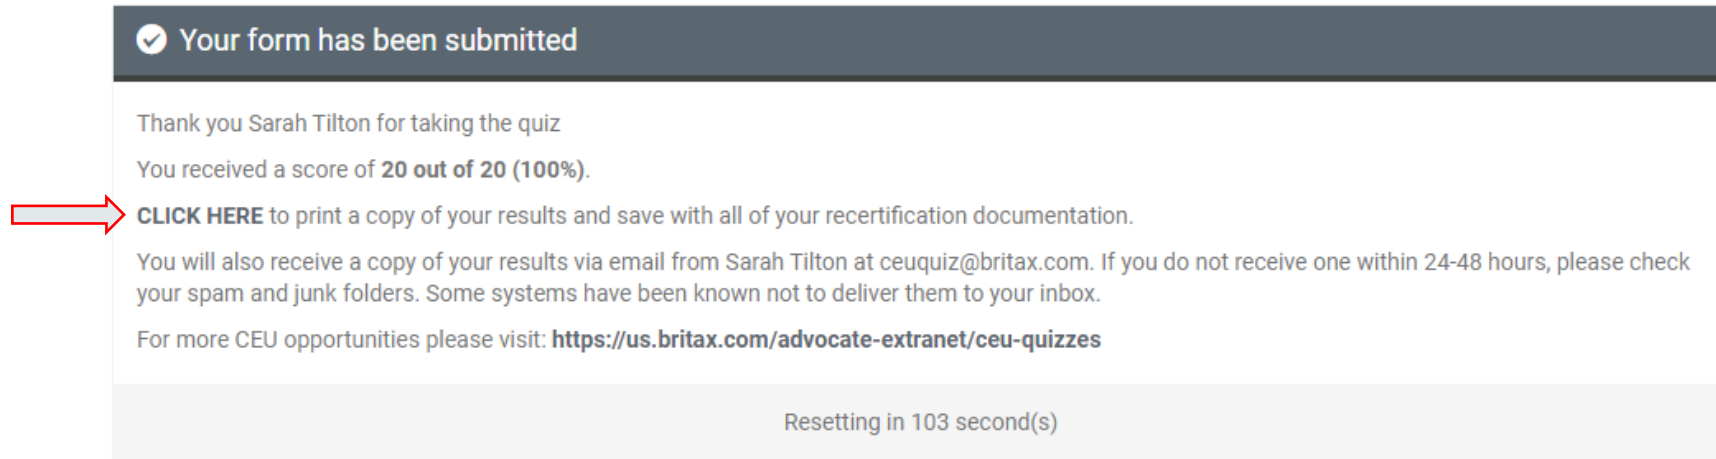 Your form has been submitted
Thank you Sarah Tilton for taking the quiz
You received a score of 20 out of 20 (100%).
CLICK HERE to print a copy of your results and save with all of your recertification documentation.
You will also receive a copy of your results via email from Sarah Tilton at ceuquiz@britax.com. If you do not receive one within 24-48 hours, please check
your spam and junk folders. Some systems have been known not to deliver them to your inbox.
For more CEU opportunities please visit: https://us.britax.com/advocate-extranet/ceu-quizzes
Resetting in 103 second(s)